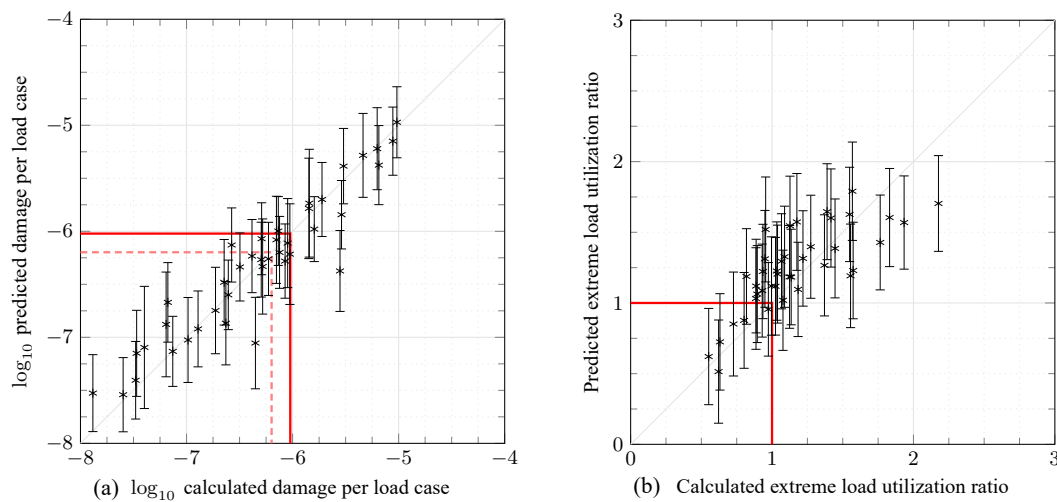 log₁₀ predicted damage per load case
−4
−5
−6
−7
−8
−8 −7 −6 −5 −4
(a) log₁₀ calculated damage per load case
Predicted extreme load utilization ratio
3
2
1
0
0 1 2 3
(b) Calculated extreme load utilization ratio